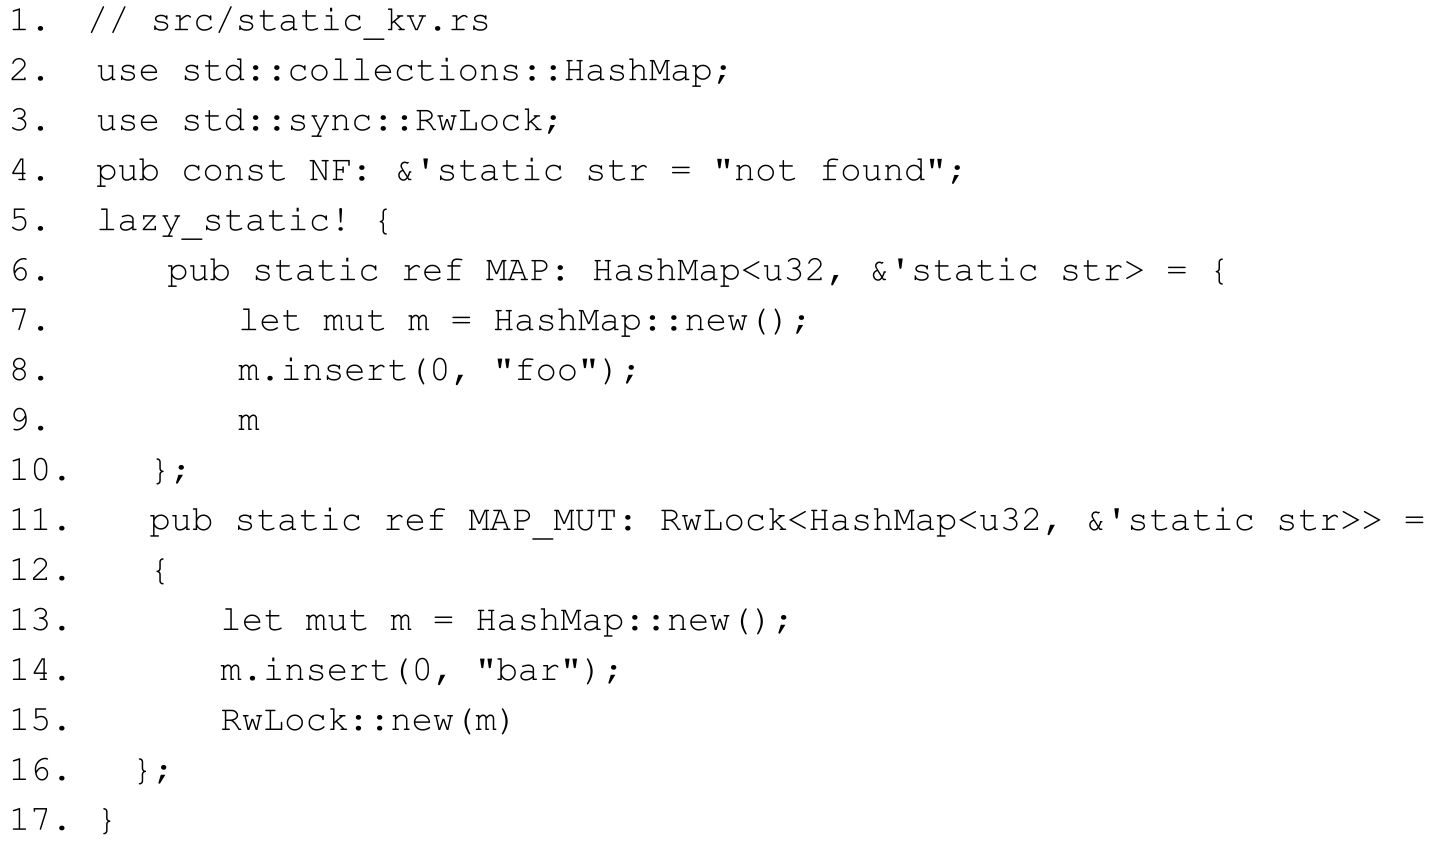 1. // src/static_kv.rs
2. use std::collections::HashMap;
3. use std::sync::RwLock;
4. pub const NF: &'static str = "not found";
5. lazy_static! {
6. pub static ref MAP: HashMap<u32, &'static str> = {
7. let mut m = HashMap::new();
8. m.insert(0, "foo");
9. m
10. };
11. pub static ref MAP_MUT: RwLock<HashMap<u32, &'static str>> =
12. {
13. let mut m = HashMap::new();
14. m.insert(0, "bar");
15. RwLock::new(m)
16. };
17. }